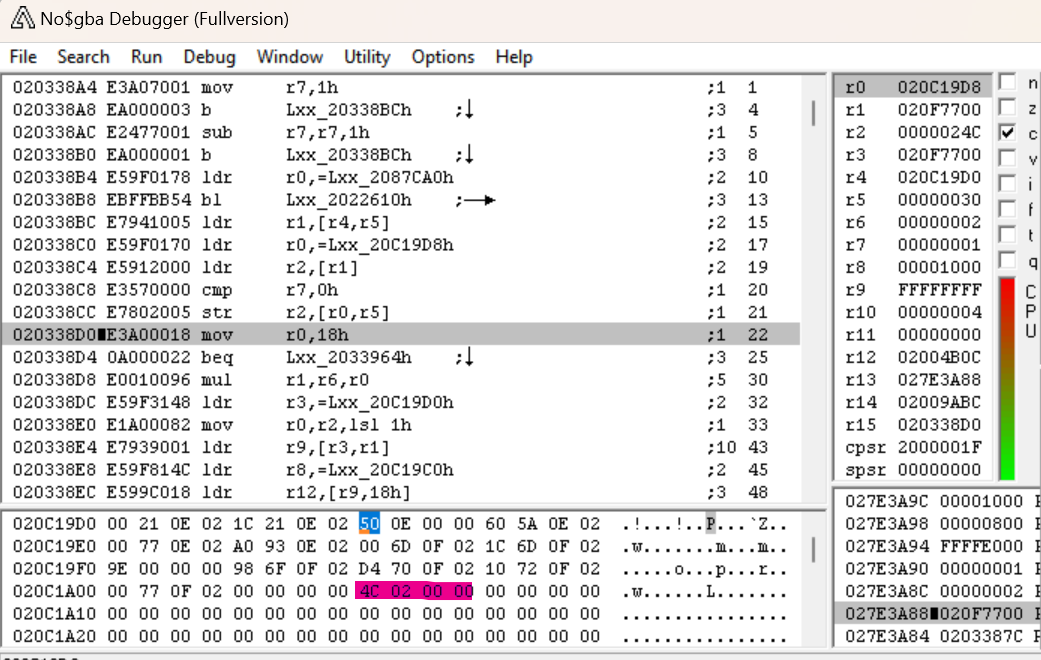 No$gba Debugger (Fullversion)
File Search Run Debug Window Utility Options Help
020338A4 E3A07001 mov r7,1h ;1 1
020338A8 EA000003 b Lxx_20338BCh ;↓ ;3 4
020338AC E2477001 sub r7,r7,1h ;1 5
020338B0 EA000001 b Lxx_20338BCh ;↓ ;3 8
020338B4 E59F0178 ldr r0,=Lxx_2087CA0h ;2 10
020338B8 EBFFBB54 bl Lxx_2022610h ;→ ;3 13
020338BC E7941005 ldr r1,[r4,r5] ;2 15
020338C0 E59F0170 ldr r0,=Lxx_20C19D8h ;2 17
020338C4 E5912000 ldr r2,[r1] ;2 19
020338C8 E3570000 cmp r7,0h ;1 20
020338CC E7802005 str r2,[r0,r5] ;2 21
020338D0 E3A00018 mov r0,18h ;1 22
020338D4 0A000022 beq Lxx_2033964h ;↓ ;3 25
020338D8 E0010096 mul r1,r6,r0 ;5 30
020338DC E59F3148 ldr r3,=Lxx_20C19D0h ;2 32
020338E0 E1A00082 mov r0,r2,lsl 1h ;1 33
020338E4 E7939001 ldr r9,[r3,r1] ;10 43
020338E8 E59F814C ldr r8,=Lxx_20C19C0h ;2 45
020338EC E599C018 ldr r12,[r9,18h] ;3 48
r0 020C19D8 n
r1 020F7700 z
r2 0000024C c
r3 020F7700 v
r4 020C19D0 i
r5 00000030 f
r6 00000002 t
r7 00000001 q
r8 00001000
r9 FFFFFFFF
r10 00000004
r11 00000000
r12 02004B0C
r13 027E3A88
r14 02009ABC
r15 020338D0
cpsr 2000001F
spsr 00000000
C
P
U
020C19D0 00 21 0E 02 1C 21 0E 02 50 0E 00 00 60 5A 0E 02 .!...!..P...`Z..
020C19E0 00 77 0E 02 A0 93 0E 02 00 6D 0F 02 1C 6D 0F 02 .w.......m...m..
020C19F0 9E 00 00 00 98 6F 0F 02 D4 70 0F 02 10 72 0F 02 .....o...p...r..
020C1A00 00 77 0F 02 00 00 00 00 4C 02 00 00 00 00 00 00 .w......L.......
020C1A10 00 00 00 00 00 00 00 00 00 00 00 00 00 00 00 00 ................
020C1A20 00 00 00 00 00 00 00 00 00 00 00 00 00 00 00 00 ................
027E3A9C 00001000
027E3A98 00000800
027E3A94 FFFFE000
027E3A90 00000001
027E3A8C 00000002
027E3A88 020F7700
027E3A84 0203387C